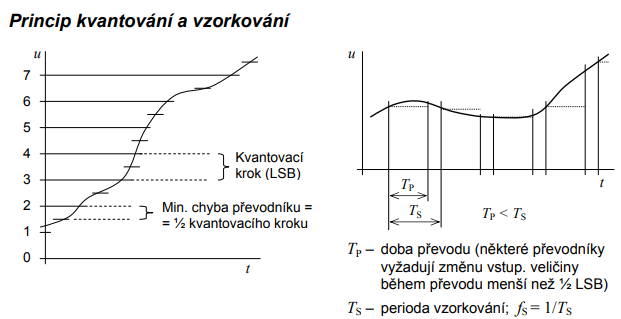 Princip kvantování a vzorkování
u
7
6
5
4
3
2
1
0
Kvantovací
krok (LSB)
Min. chyba převodníku =
= ½ kvantovacího kroku
t
u
t
TP
TS
TP < TS
TP – doba převodu (některé převodníky
vyžadují změnu vstup. veličiny
během převodu menší než ½ LSB)
TS – perioda vzorkování; fS = 1/TS